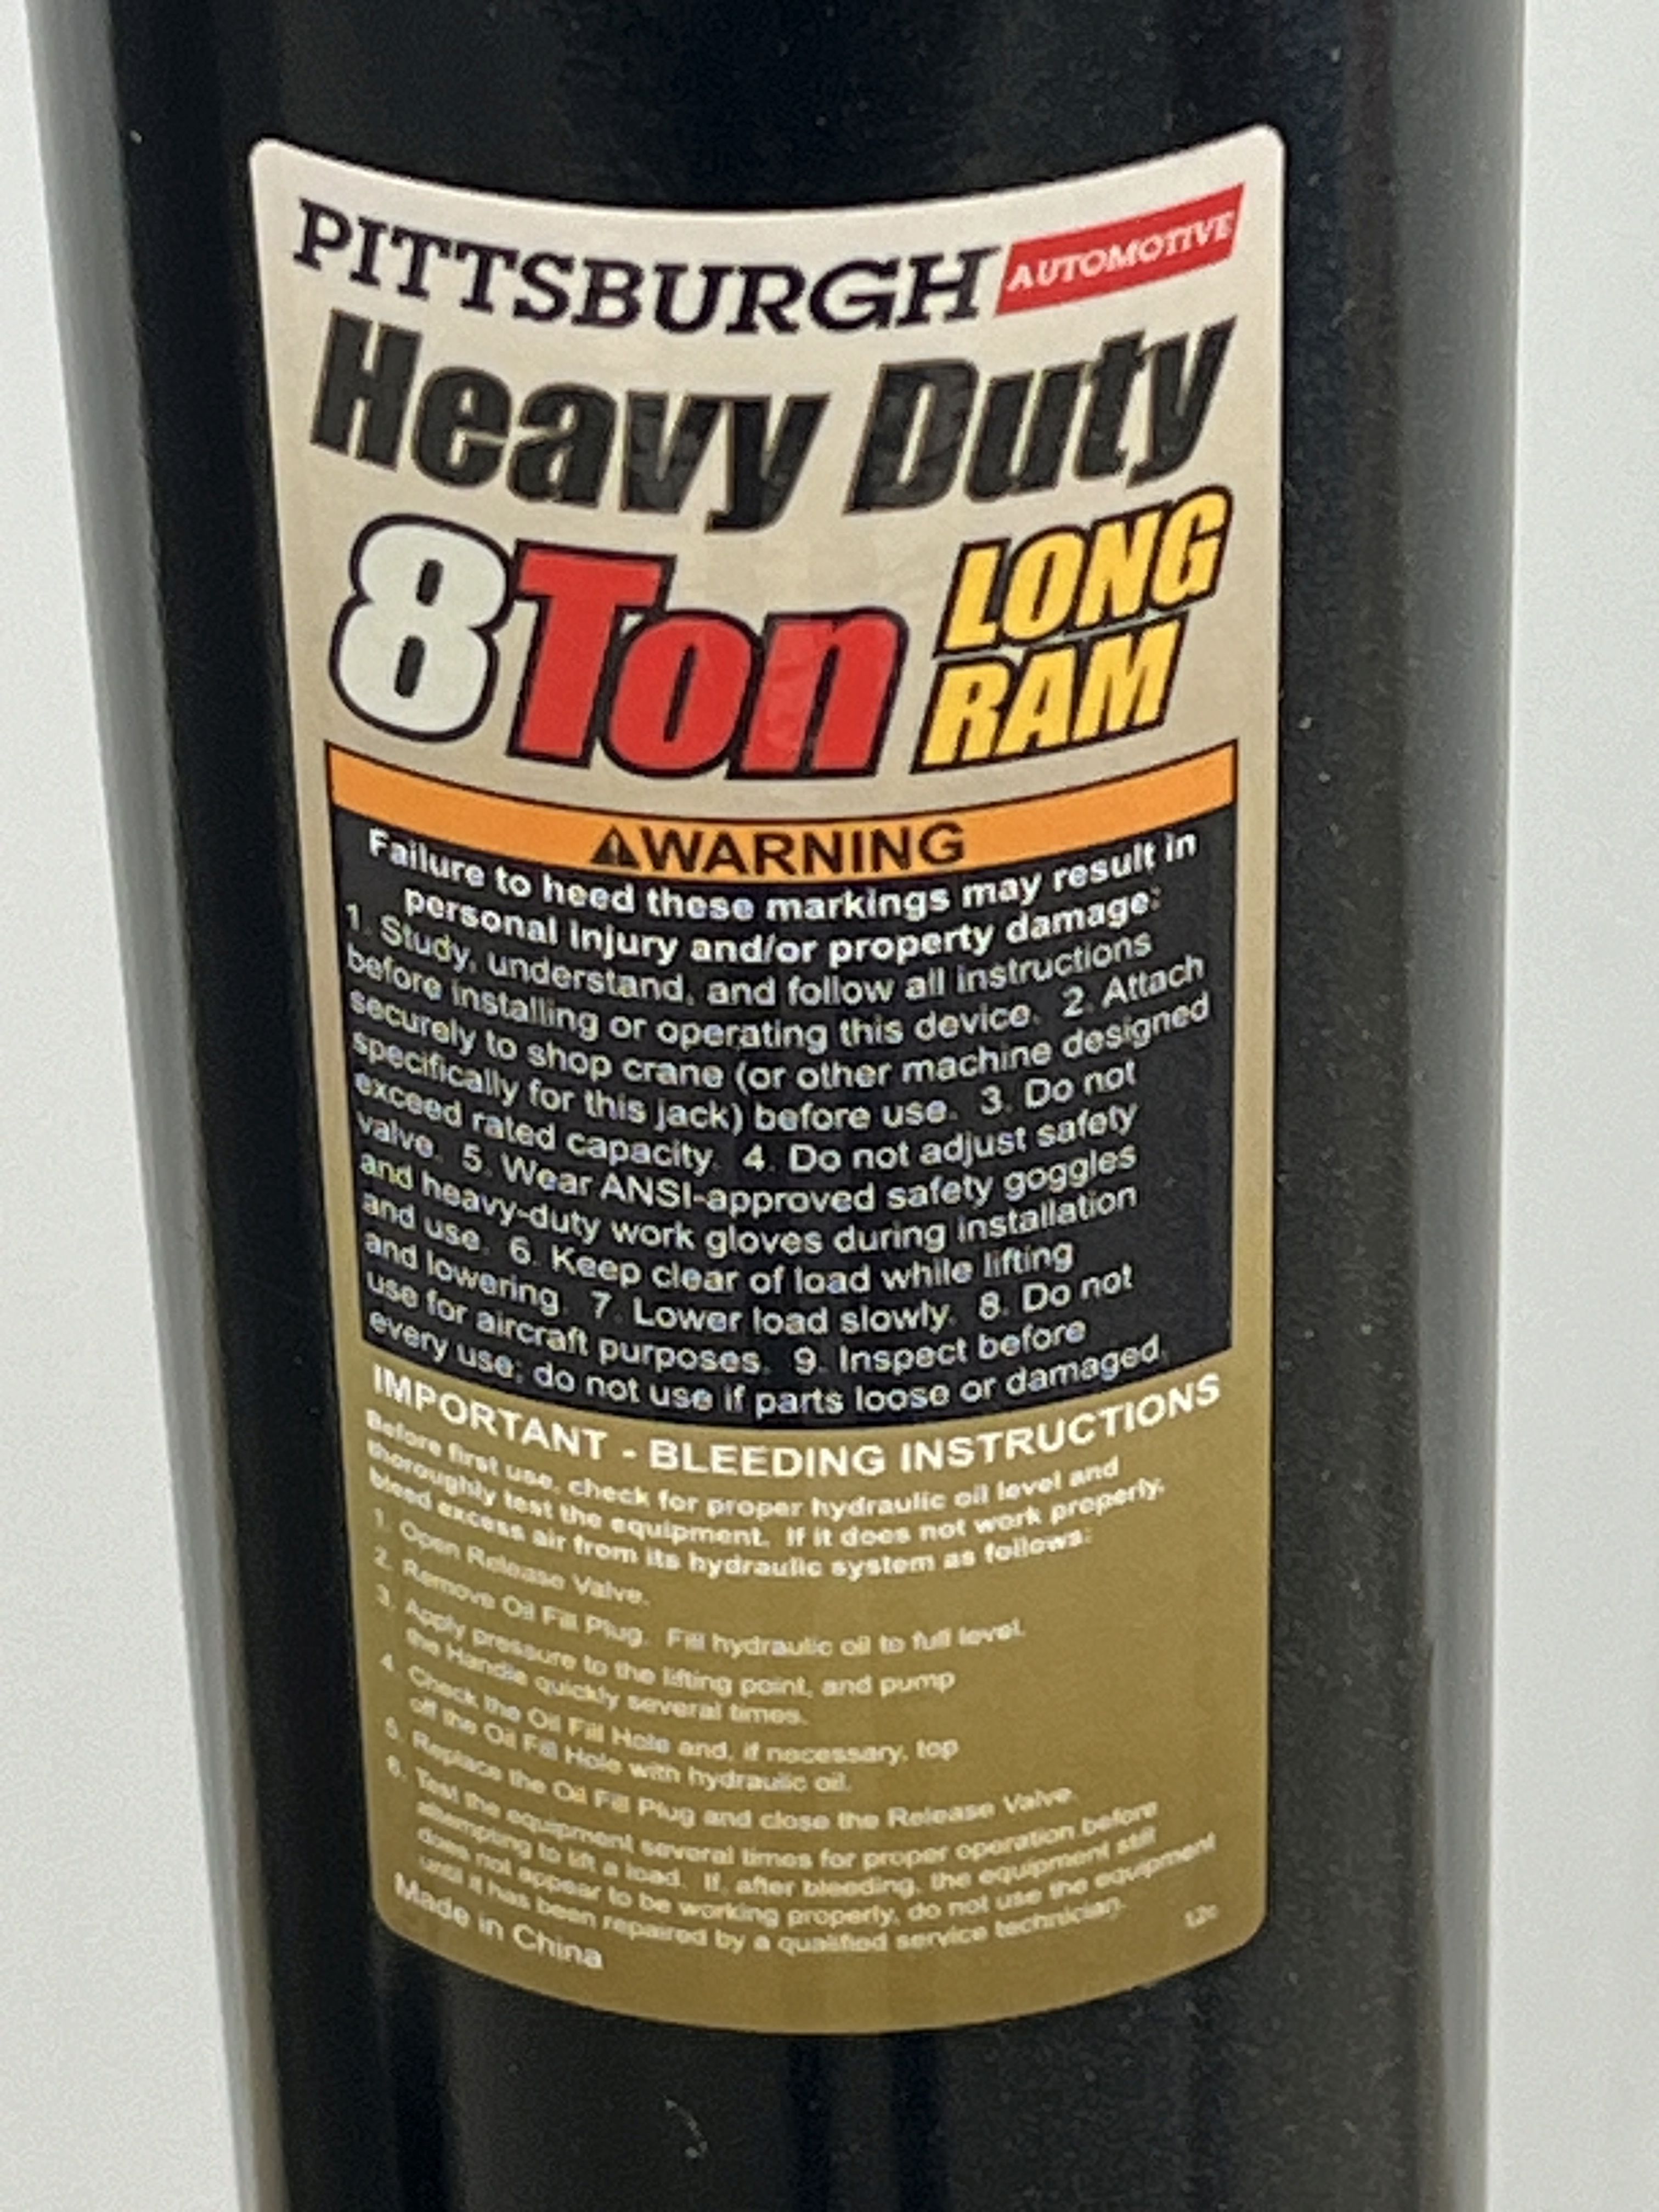 PITTSBURGH AUTOMOTIVE
Heavy Duty
8Ton LONG RAM
⚠WARNING
Failure to heed these markings may result in
personal injury and/or property damage:
1. Study, understand, and follow all instructions
before installing or operating this device. 2. Attach
securely to shop crane (or other machine designed
specifically for this jack) before use. 3. Do not
exceed rated capacity. 4. Do not adjust safety
valve. 5. Wear ANSI-approved safety goggles
and heavy-duty work gloves during installation
and use. 6. Keep clear of load while lifting
and lowering. 7. Lower load slowly. 8. Do not
use for aircraft purposes. 9. Inspect before
every use; do not use if parts loose or damaged.
IMPORTANT - BLEEDING INSTRUCTIONS
Before first use, check for proper hydraulic oil level and
thoroughly test the equipment. If it does not work properly,
bleed excess air from its hydraulic system as follows:
1. Open Release Valve.
2. Remove Oil Fill Plug. Fill hydraulic oil to full level.
3. Apply pressure to the lifting point, and pump
the Handle quickly several times.
4. Check the Oil Fill Hole and, if necessary, top
off the Oil Fill Hole with hydraulic oil.
5. Replace the Oil Fill Plug and close the Release Valve.
6. Test the equipment several times for proper operation before
attempting to lift a load. If, after bleeding, the equipment still
does not appear to be working properly, do not use the equipment
until it has been repaired by a qualified service technician.
Made in China